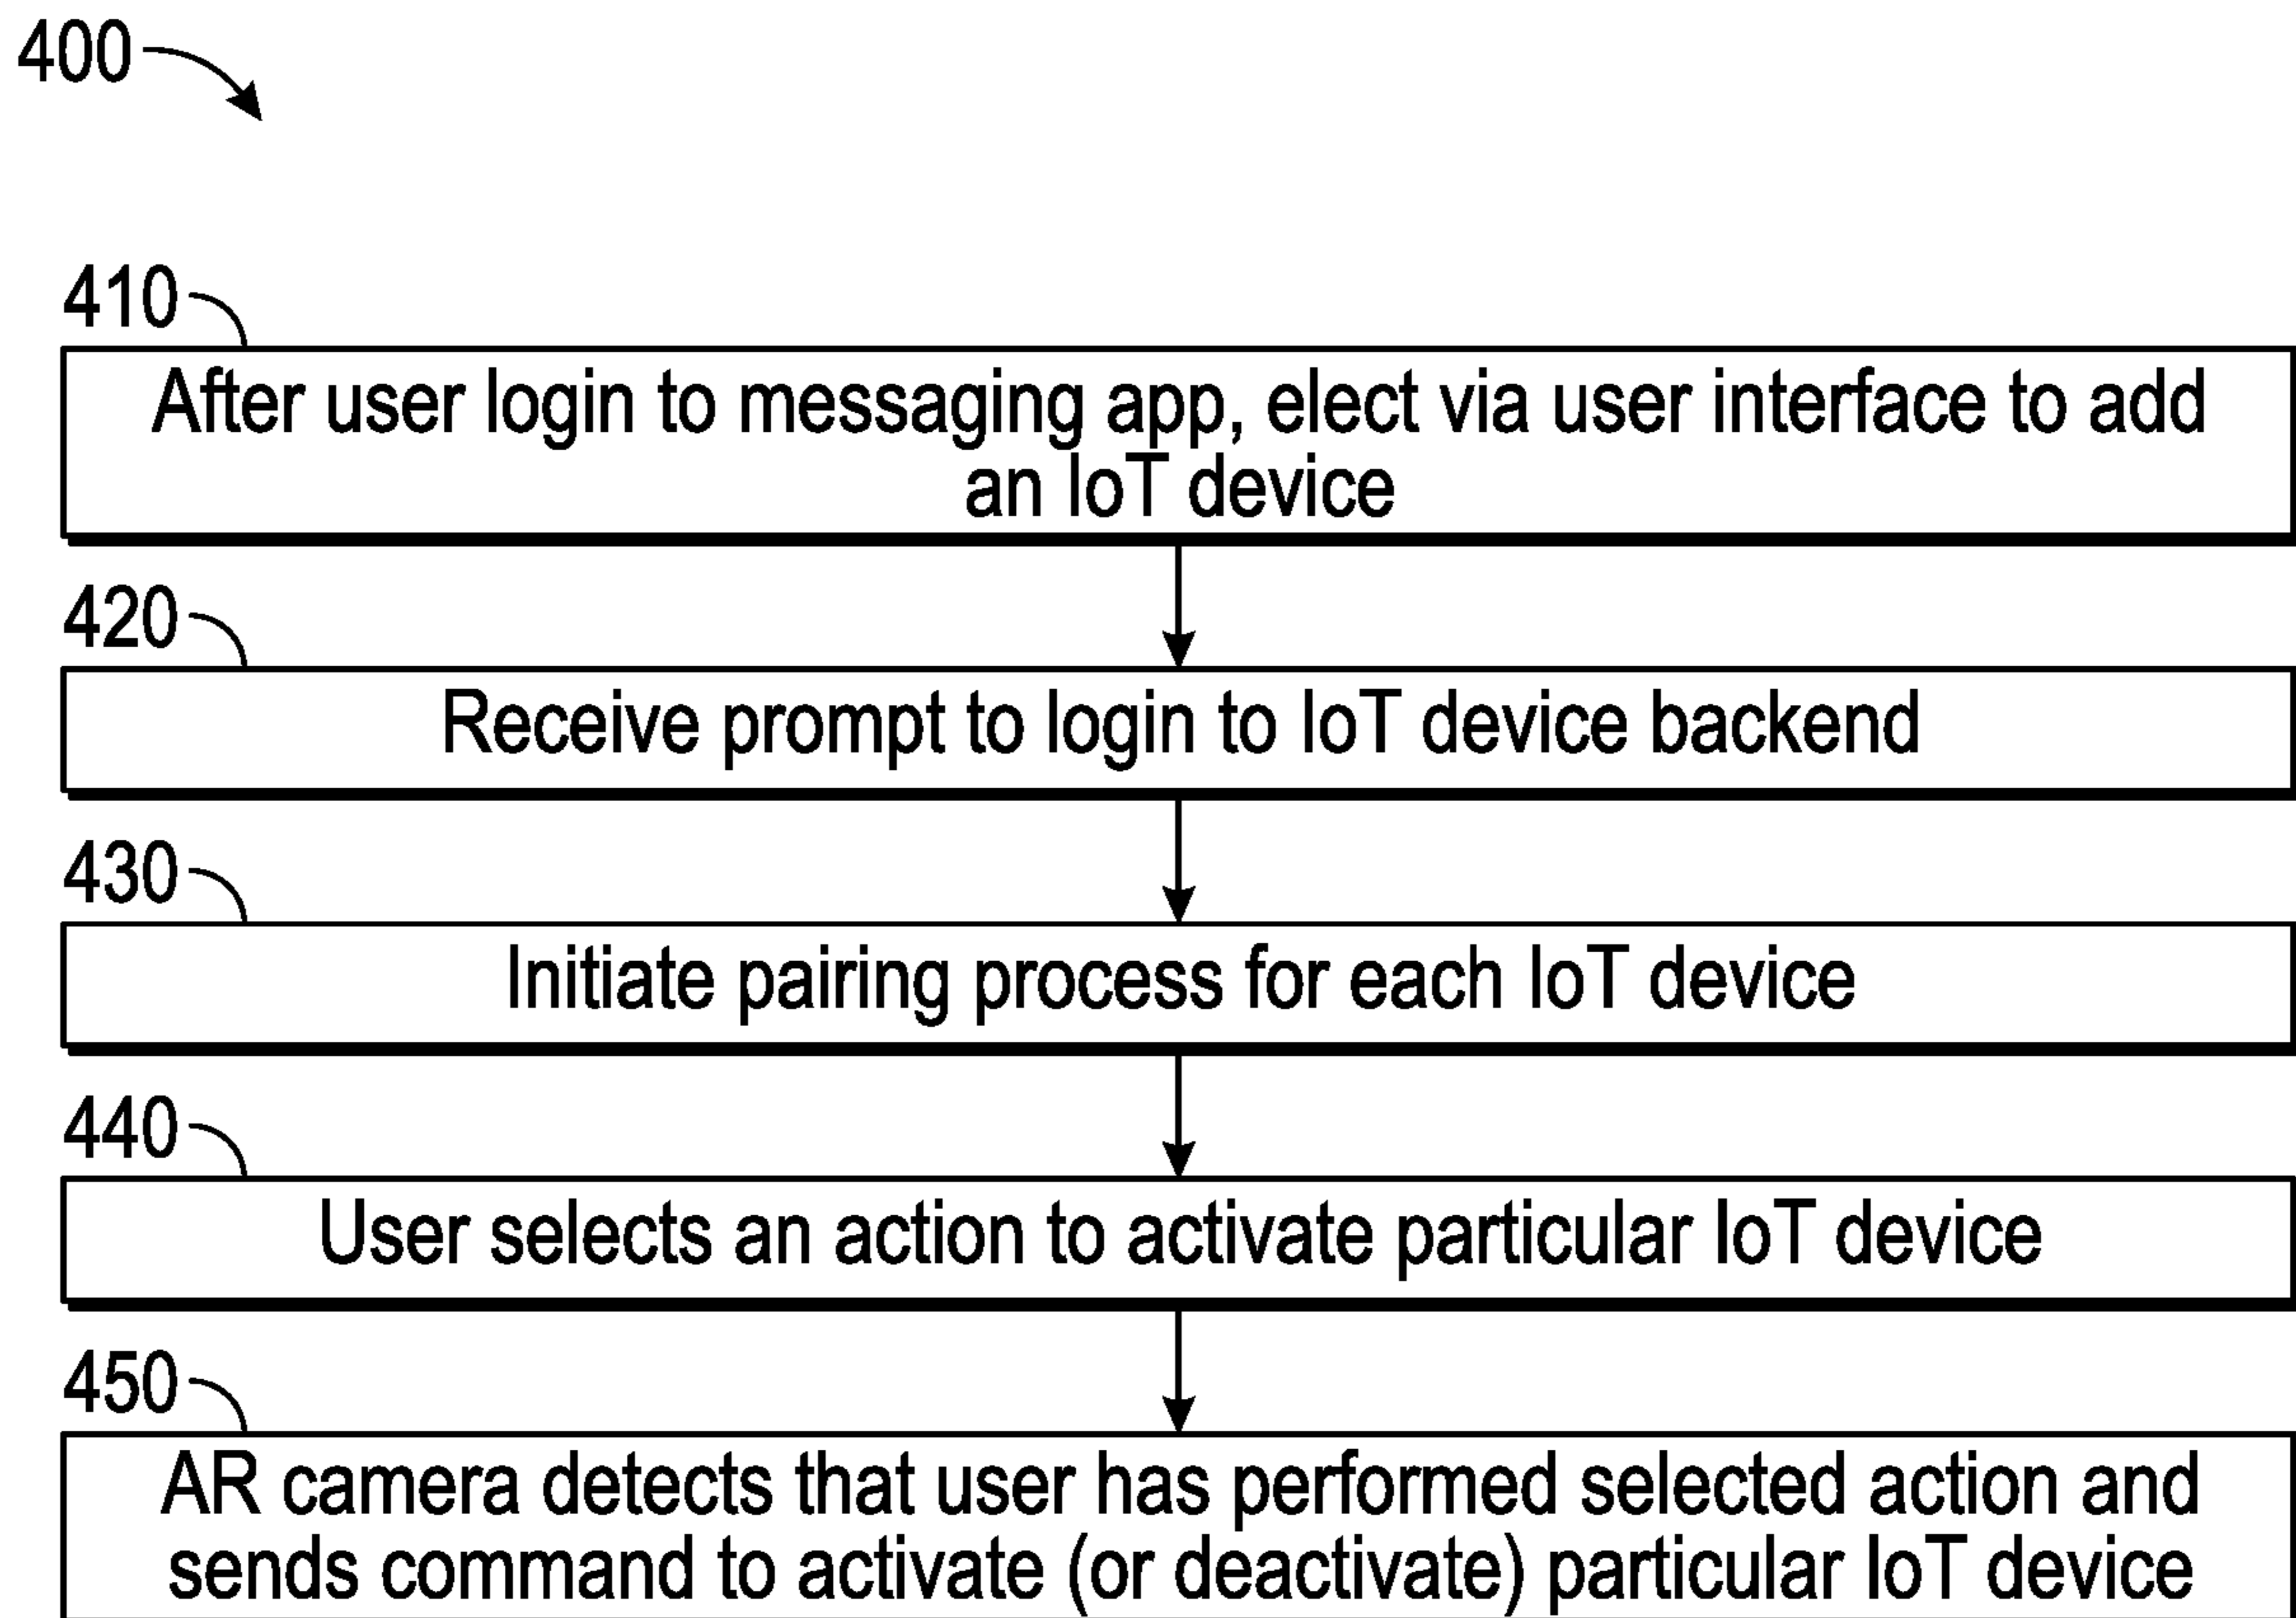 400
410
After user login to messaging app, elect via user interface to add
an IoT device
420
Receive prompt to login to IoT device backend
430
Initiate pairing process for each IoT device
440
User selects an action to activate particular IoT device
450
AR camera detects that user has performed selected action and
sends command to activate (or deactivate) particular IoT device